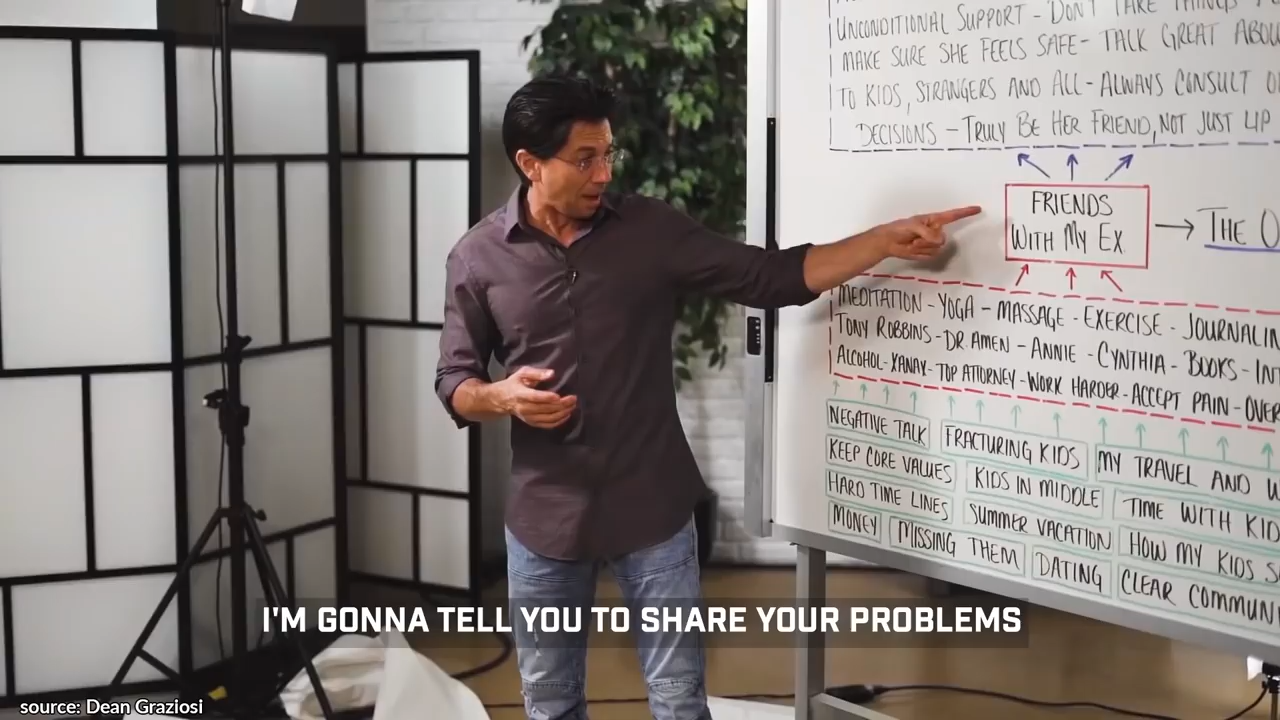 UNCONDITIONAL SUPPORT - DON'T TAKE THINGS
MAKE SURE SHE FEELS SAFE - TALK GREAT ABOU
TO KIDS, STRANGERS AND ALL - ALWAYS CONSULT O
DECISIONS - TRULY BE HER FRIEND, NOT JUST LIP
FRIENDS
WITH MY EX
THE O
MEDITATION - YOGA - MASSAGE - EXERCISE - JOURNALIN
TONY ROBBINS - DR. AMEN - ANNIE - CYNTHIA - BOOKS - INT
ALCOHOL - XANAX - TOP ATTORNEY - WORK HARDER - ACCEPT PAIN - OVER
NEGATIVE TALK
FRACTURING KIDS
MY TRAVEL AND W
KEEP CORE VALUES
KIDS IN MIDDLE
TIME WITH KID
HARD TIME LINES
SUMMER VACATION
HOW MY KIDS S
MONEY
MISSING THEM
DATING
CLEAR COMMUN
I'M GONNA TELL YOU TO SHARE YOUR PROBLEMS
source: Dean Graziosi